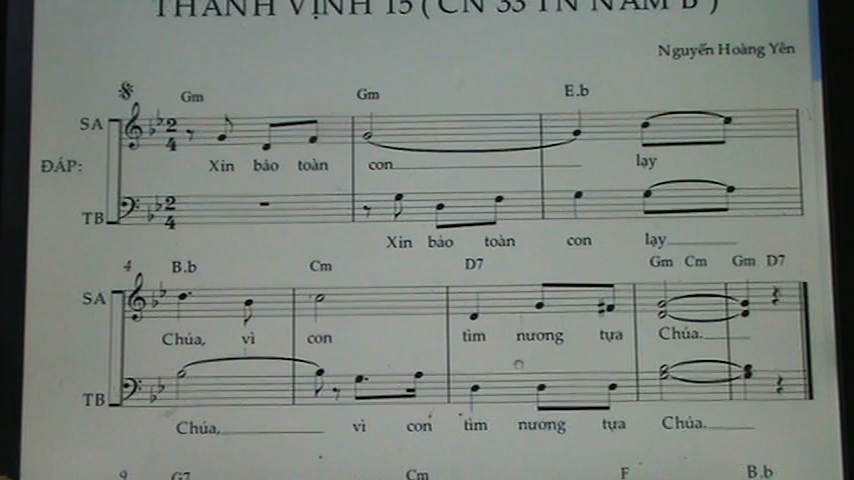 THÁNH VỊNH 15 ( CN 33 TN NĂM B )
Nguyễn Hoàng Yên
Gm Gm E.b
SA
2 4
ĐÁP: Xin bảo toàn con lạy
TB
2 4
Xin bảo toàn con lạy
4 B.b Cm D7 Gm Cm Gm D7
SA
Chúa, vì con tìm nương tựa Chúa.
TB
Chúa, vì con tìm nương tựa Chúa.
9 G7 Cm F B.b